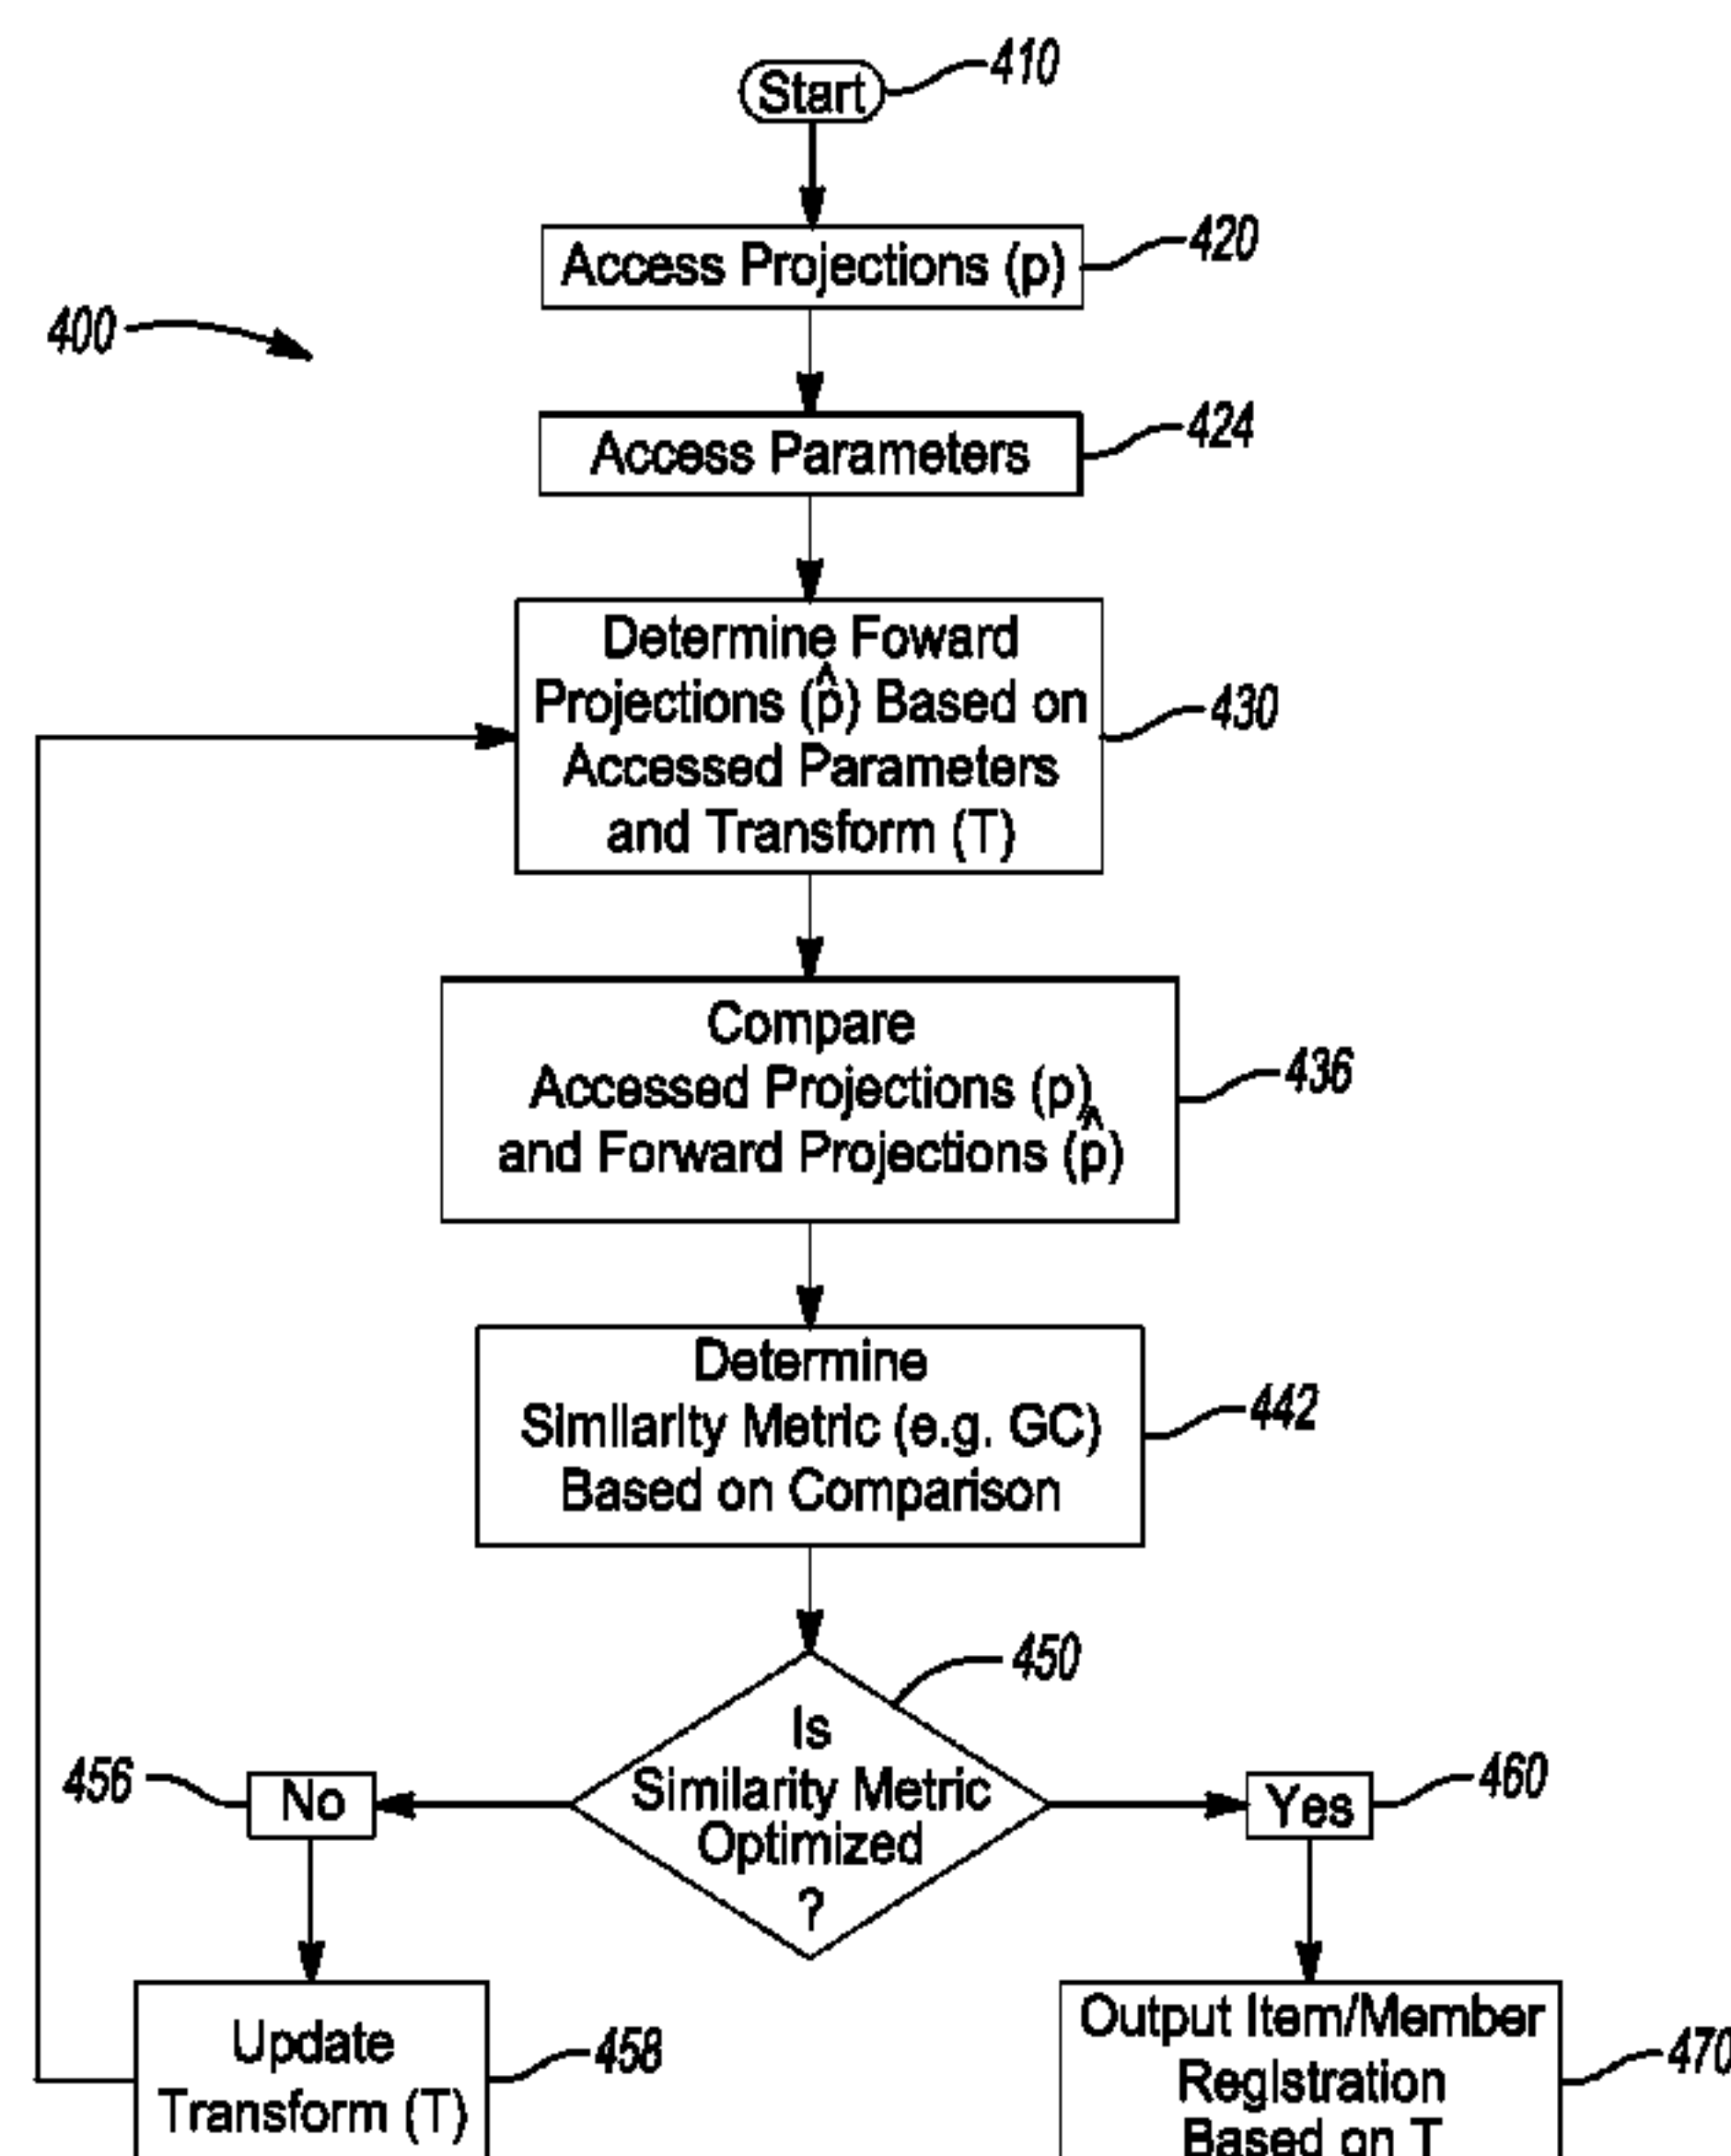 Start
410
Access Projections (p)
420
400
Access Parameters
424
Determine Foward
Projections (p̂) Based on
Accessed Parameters
and Transform (T)
430
Compare
Accessed Projections (p)
and Forward Projections (p̂)
436
Determine
Similarity Metric (e.g. GC)
Based on Comparison
442
450
Is
Similarity Metric
Optimized
?
456
No
Yes
460
Update
Transform (T)
458
Output Item/Member
Registration
Based on T
470